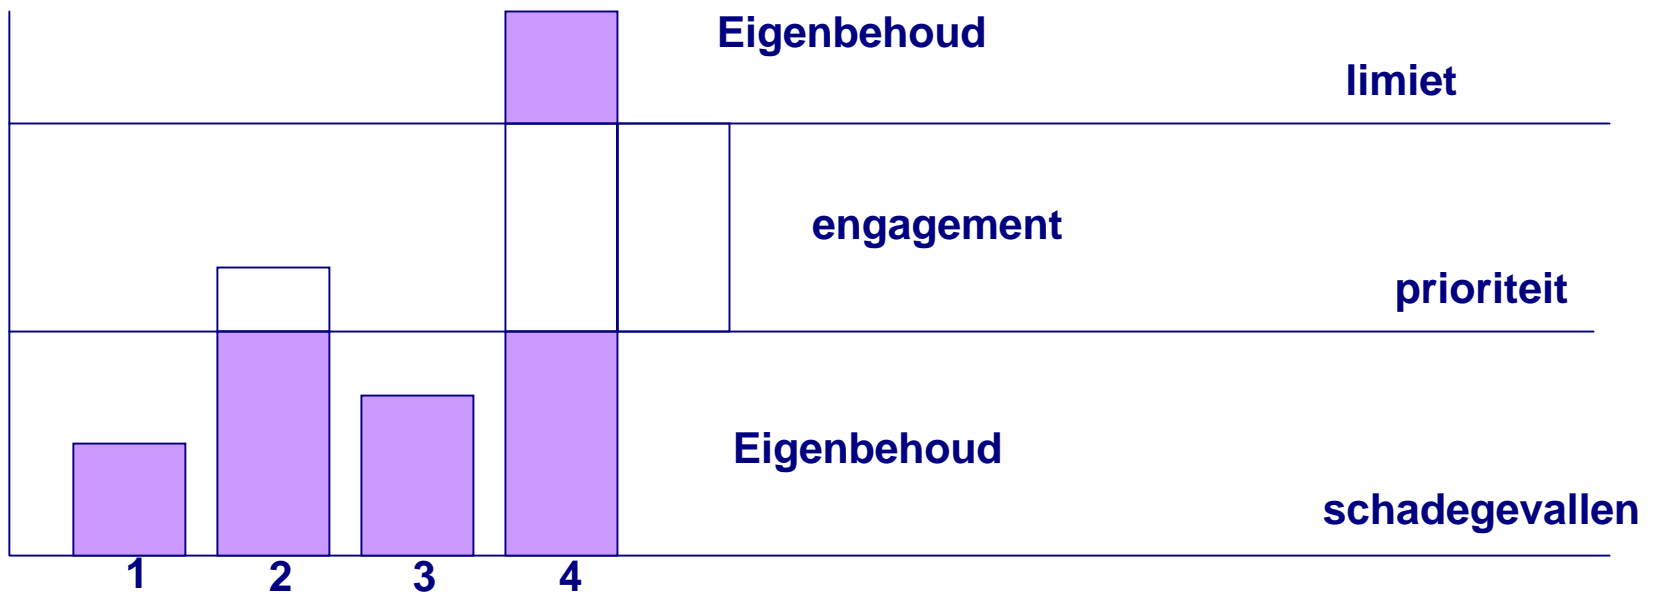 Eigenbehoud
limiet
engagement
prioriteit
Eigenbehoud
schadegevallen
1 2 3 4